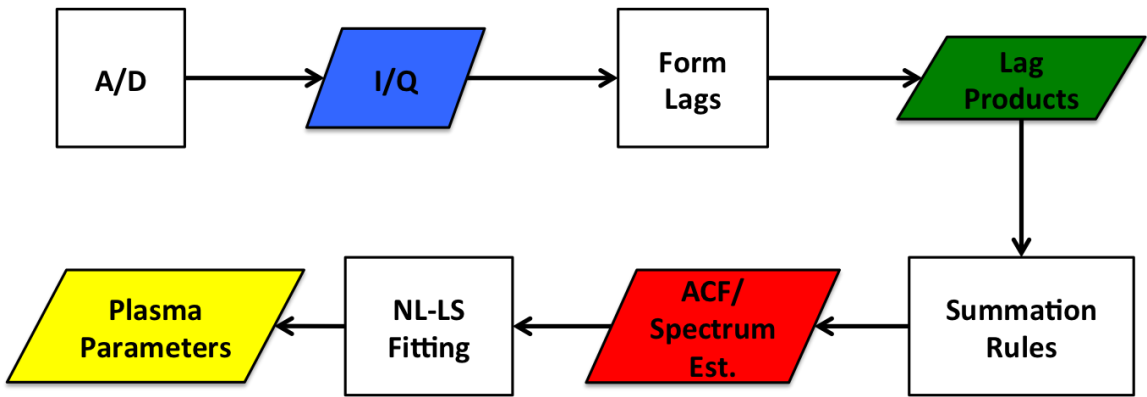 A/D
I/Q
Form
Lags
Lag
Products
Summation
Rules
ACF/
Spectrum
Est.
NL-LS
Fitting
Plasma
Parameters